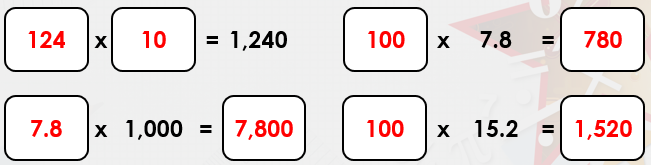 124 x 10 = 1,240
100 x 7.8 = 780
7.8 x 1,000 = 7,800
100 x 15.2 = 1,520